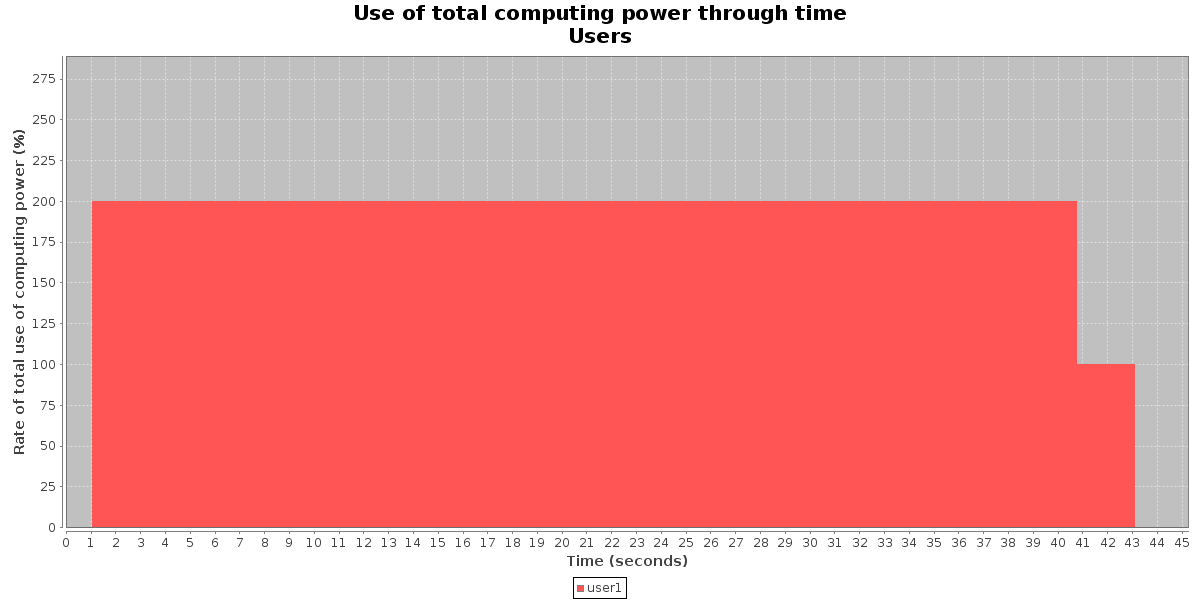 Use of total computing power through time
Users
Rate of total use of computing power (%)
275
250
225
200
175
150
125
100
75
50
25
0
0 1 2 3 4 5 6 7 8 9 10 11 12 13 14 15 16 17 18 19 20 21 22 23 24 25 26 27 28 29 30 31 32 33 34 35 36 37 38 39 40 41 42 43 44 45
Time (seconds)
user1